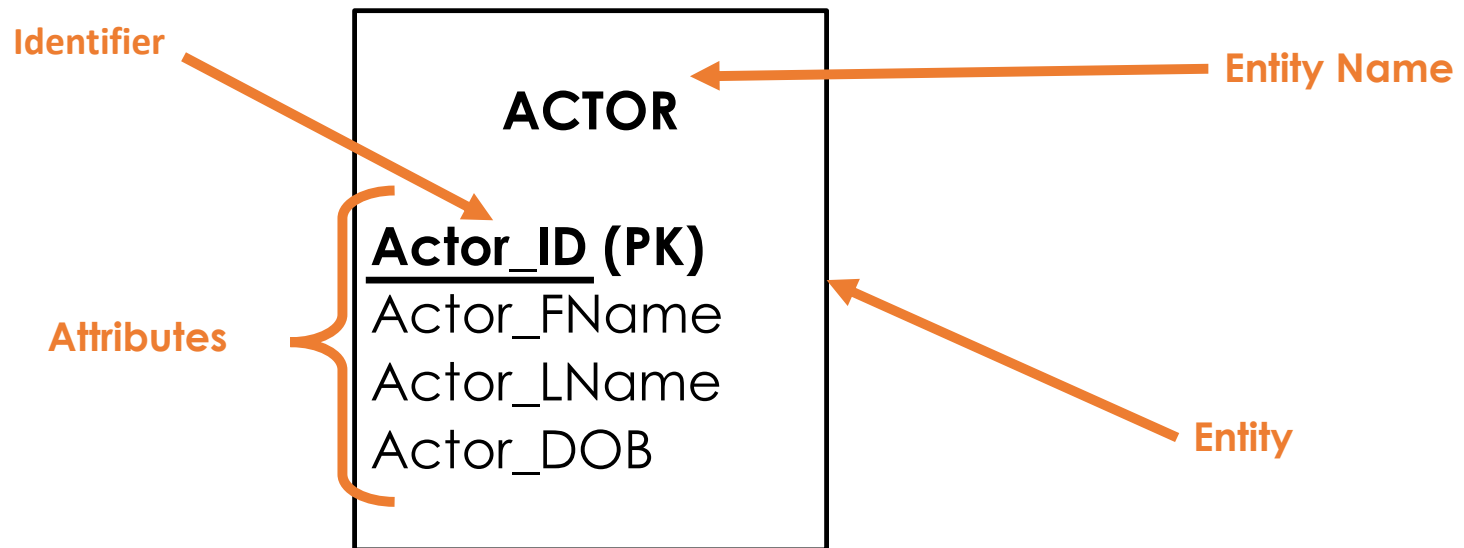 Identifier
Entity Name
ACTOR
Actor_ID (PK)
Actor_FName
Attributes
Actor_LName
Actor_DOB
Entity